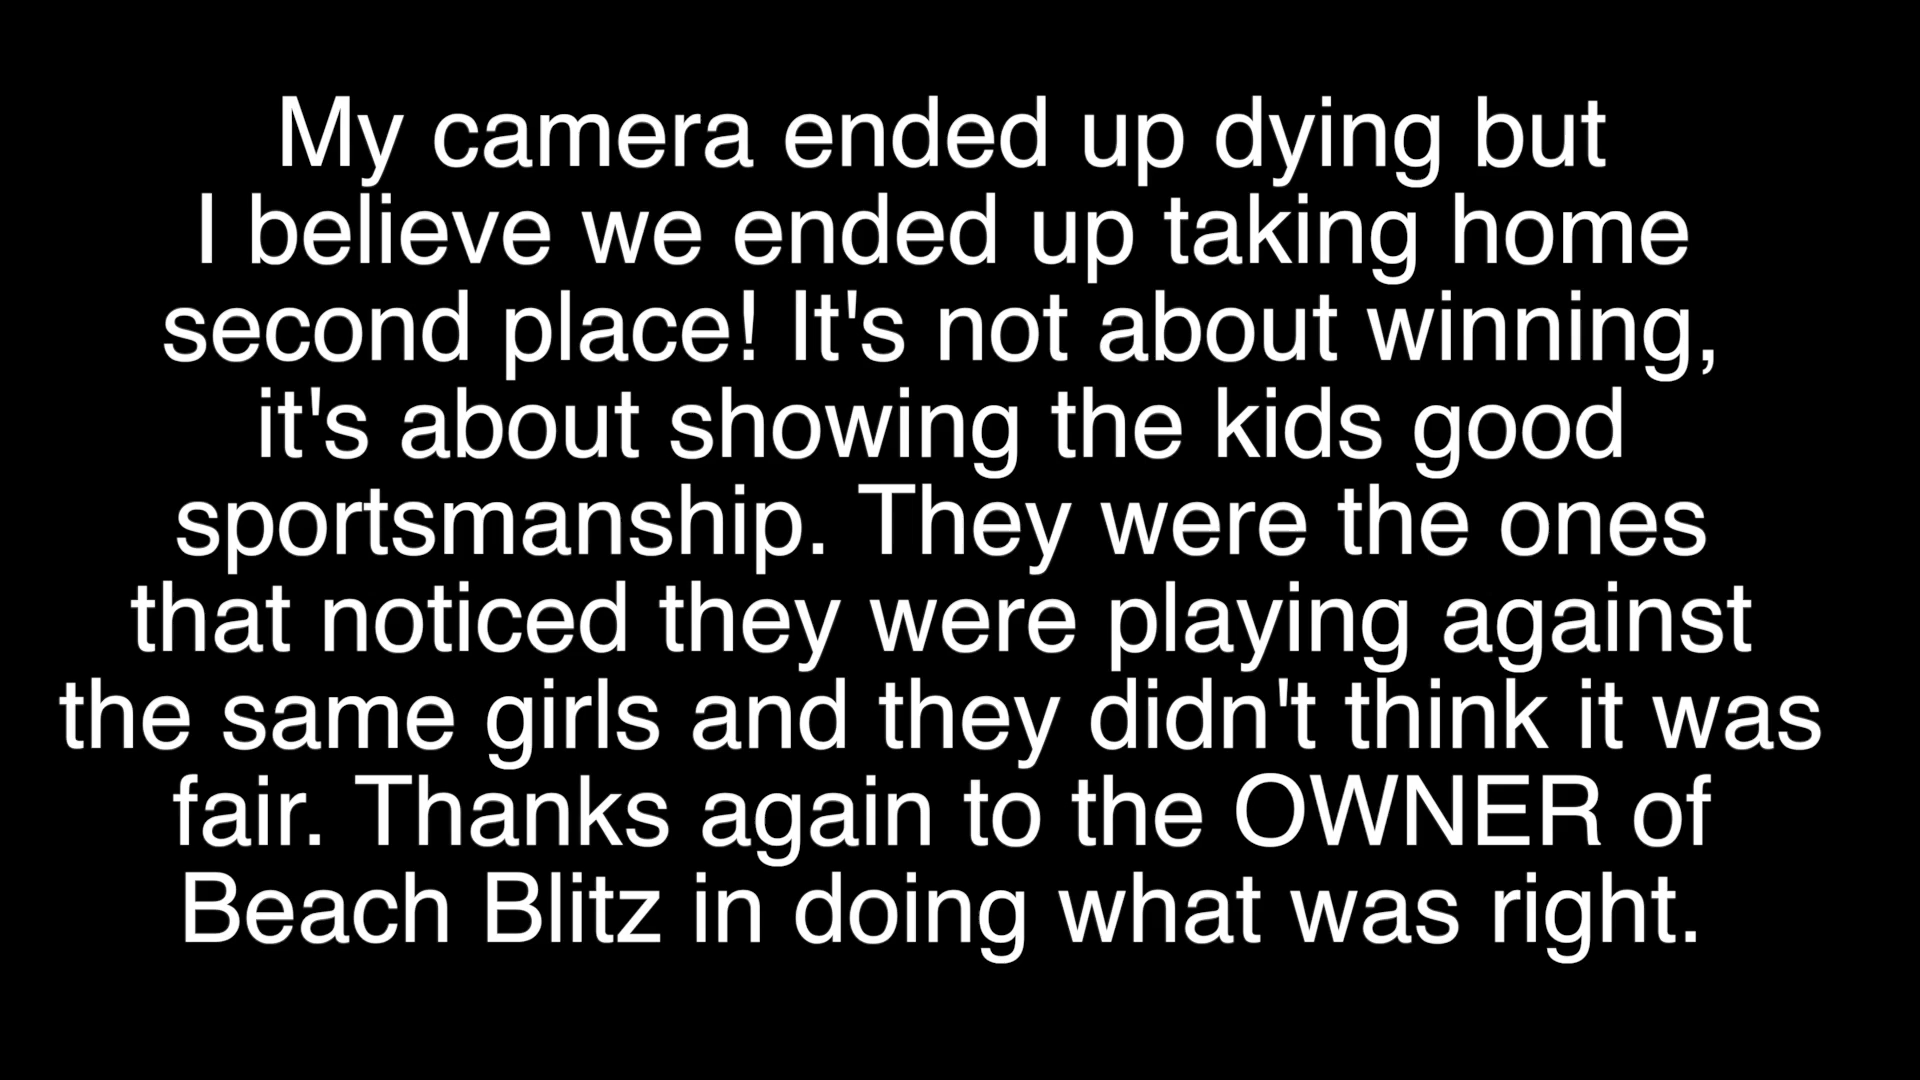 My camera ended up dying but
I believe we ended up taking home
second place! It's not about winning,
it's about showing the kids good
sportsmanship. They were the ones
that noticed they were playing against
the same girls and they didn't think it was
fair. Thanks again to the OWNER of
Beach Blitz in doing what was right.